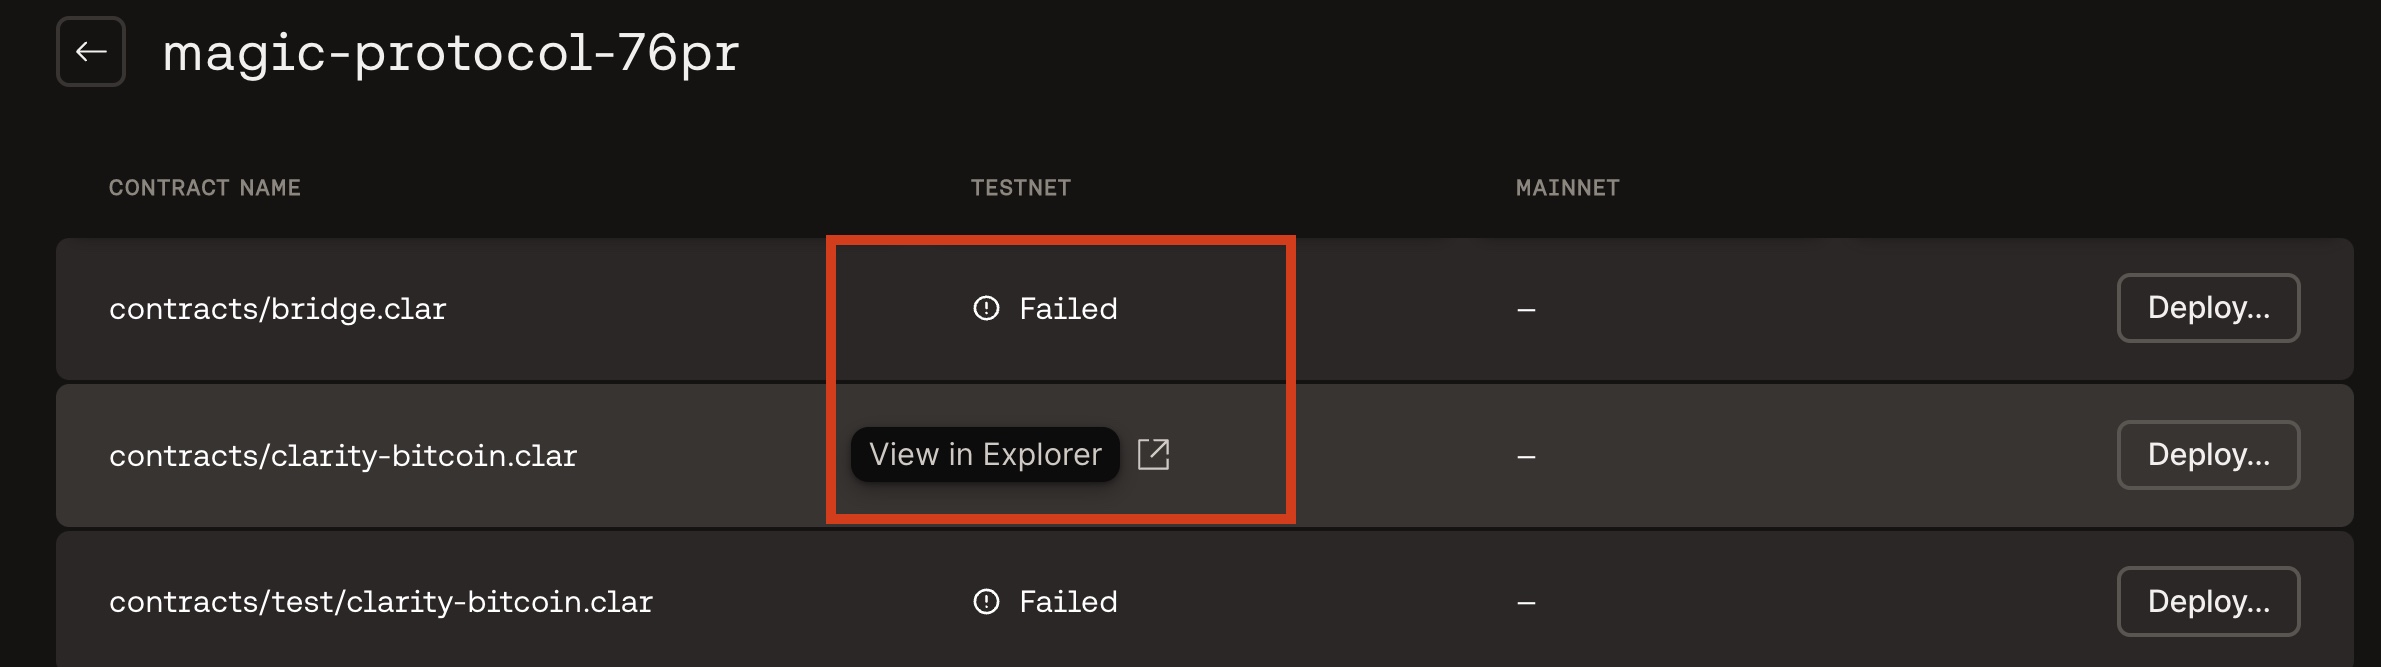 magic-protocol-76pr
CONTRACT NAME TESTNET MAINNET
contracts/bridge.clar Failed – Deploy...
contracts/clarity-bitcoin.clar View in Explorer – Deploy...
contracts/test/clarity-bitcoin.clar Failed – Deploy...